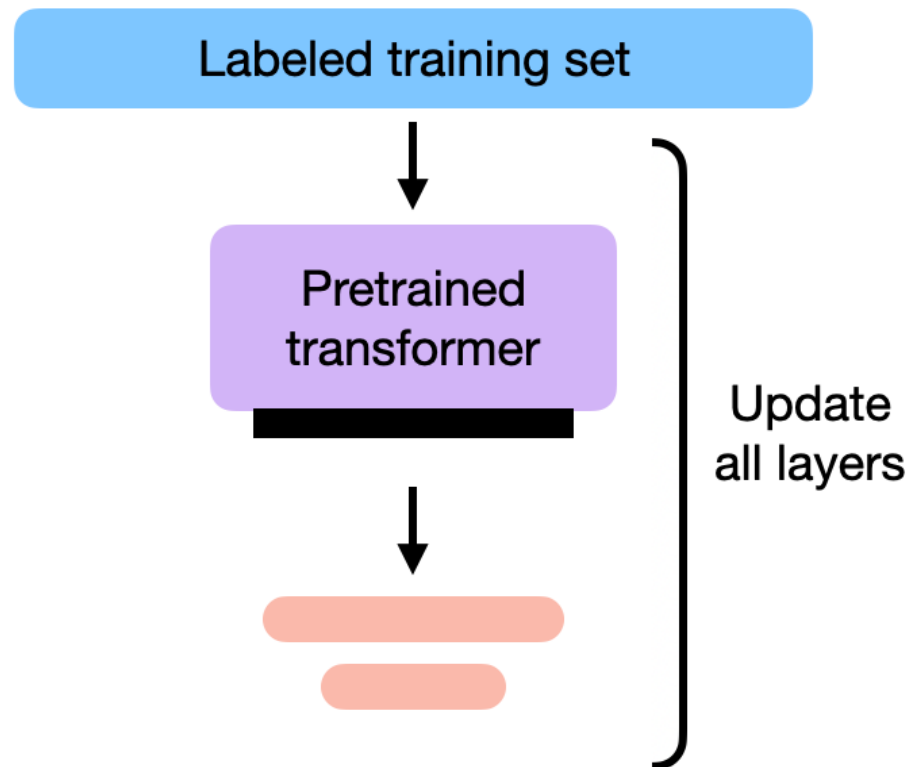 Labeled training set
Pretrained
transformer
Update
all layers